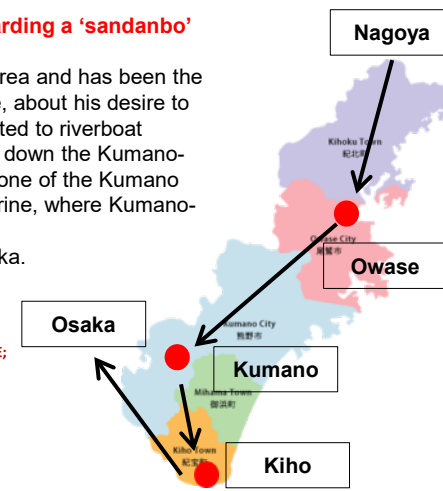 arding a ‘sandanbo’
rea and has been the
e, about his desire to
ted to riverboat
down the Kumano-
one of the Kumano
rine, where Kumano-
ka.
E;
Nagoya
Kihoku Town
紀北町
Owase City
尾鷲市
Owase
Osaka
Kumano City
熊野市
Kumano
Mihama Town
御浜町
Kiho Town
紀宝町
Kiho